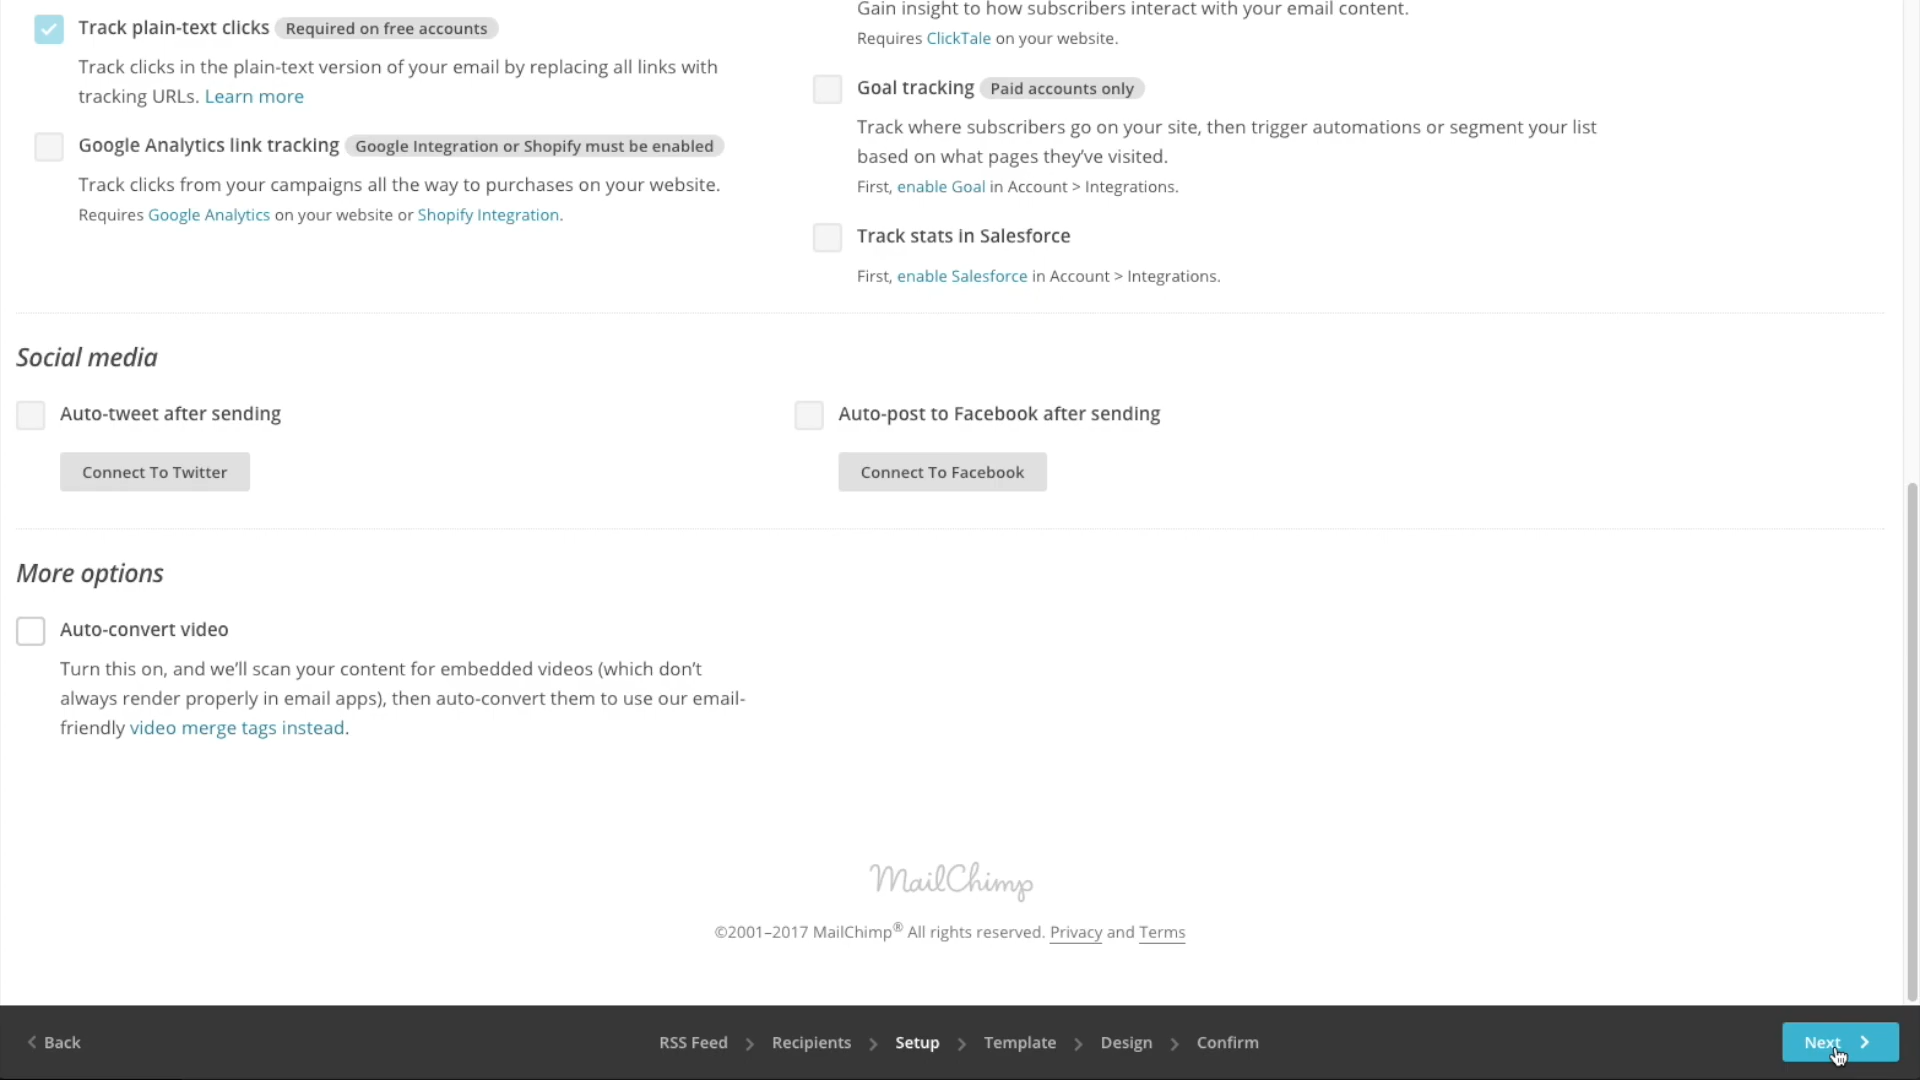 Track plain-text clicks Required on free accounts
Track clicks in the plain-text version of your email by replacing all links with
tracking URLs. Learn more
Google Analytics link tracking Google Integration or Shopify must be enabled
Track clicks from your campaigns all the way to purchases on your website.
Requires Google Analytics on your website or Shopify Integration.
Gain insight to how subscribers interact with your email content.
Requires ClickTale on your website.
Goal tracking Paid accounts only
Track where subscribers go on your site, then trigger automations or segment your list
based on what pages they’ve visited.
First, enable Goal in Account > Integrations.
Track stats in Salesforce
First, enable Salesforce in Account > Integrations.
Social media
Auto-tweet after sending
Connect To Twitter
Auto-post to Facebook after sending
Connect To Facebook
More options
Auto-convert video
Turn this on, and we’ll scan your content for embedded videos (which don’t
always render properly in email apps), then auto-convert them to use our email-
friendly video merge tags instead.
MailChimp
©2001–2017 MailChimp® All rights reserved. Privacy and Terms
Back
RSS Feed > Recipients > Setup > Template > Design > Confirm
Next